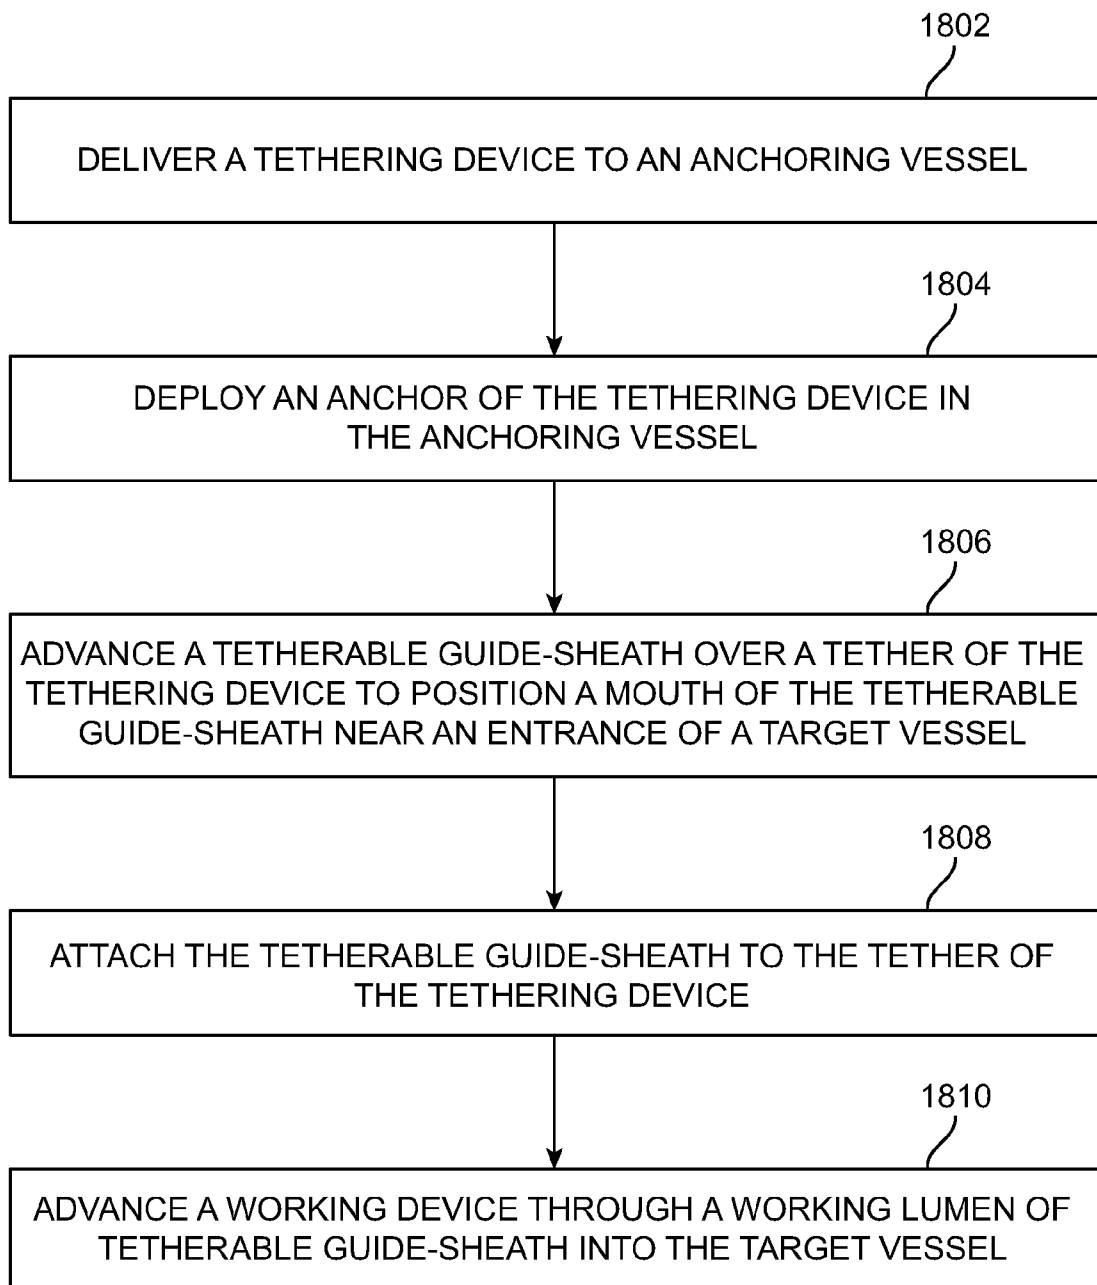 1802
DELIVER A TETHERING DEVICE TO AN ANCHORING VESSEL
1804
DEPLOY AN ANCHOR OF THE TETHERING DEVICE IN
THE ANCHORING VESSEL
1806
ADVANCE A TETHERABLE GUIDE-SHEATH OVER A TETHER OF THE
TETHERING DEVICE TO POSITION A MOUTH OF THE TETHERABLE
GUIDE-SHEATH NEAR AN ENTRANCE OF A TARGET VESSEL
1808
ATTACH THE TETHERABLE GUIDE-SHEATH TO THE TETHER OF
THE TETHERING DEVICE
1810
ADVANCE A WORKING DEVICE THROUGH A WORKING LUMEN OF
TETHERABLE GUIDE-SHEATH INTO THE TARGET VESSEL